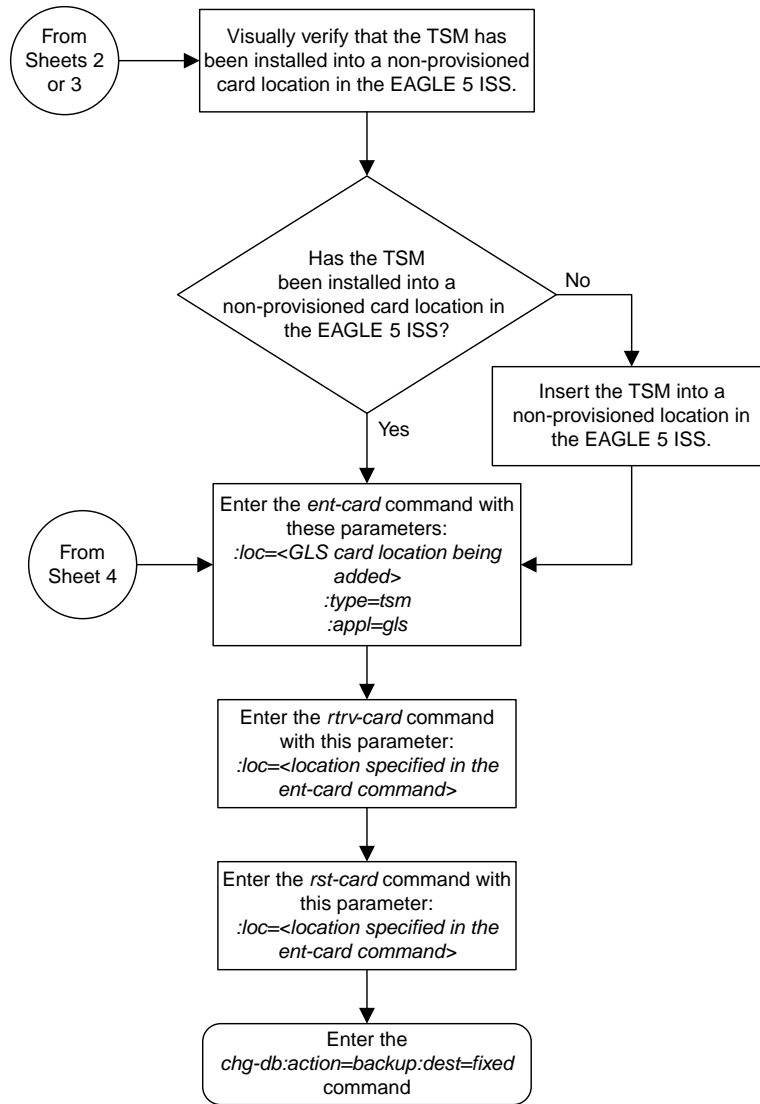 From
Sheets 2
or 3
Visually verify that the TSM has
been installed into a non-provisioned
card location in the EAGLE 5 ISS.
Has the TSM
been installed into a
non-provisioned card location in
the EAGLE 5 ISS?
No
Insert the TSM into a
non-provisioned location in
the EAGLE 5 ISS.
Yes
From
Sheet 4
Enter the ent-card command with
these parameters:
:loc=<GLS card location being
added>
:type=tsm
:appl=gls
Enter the rtrv-card command
with this parameter:
:loc=<location specified in the
ent-card command>
Enter the rst-card command with
this parameter:
:loc=<location specified in the
ent-card command>
Enter the
chg-db:action=backup:dest=fixed
command